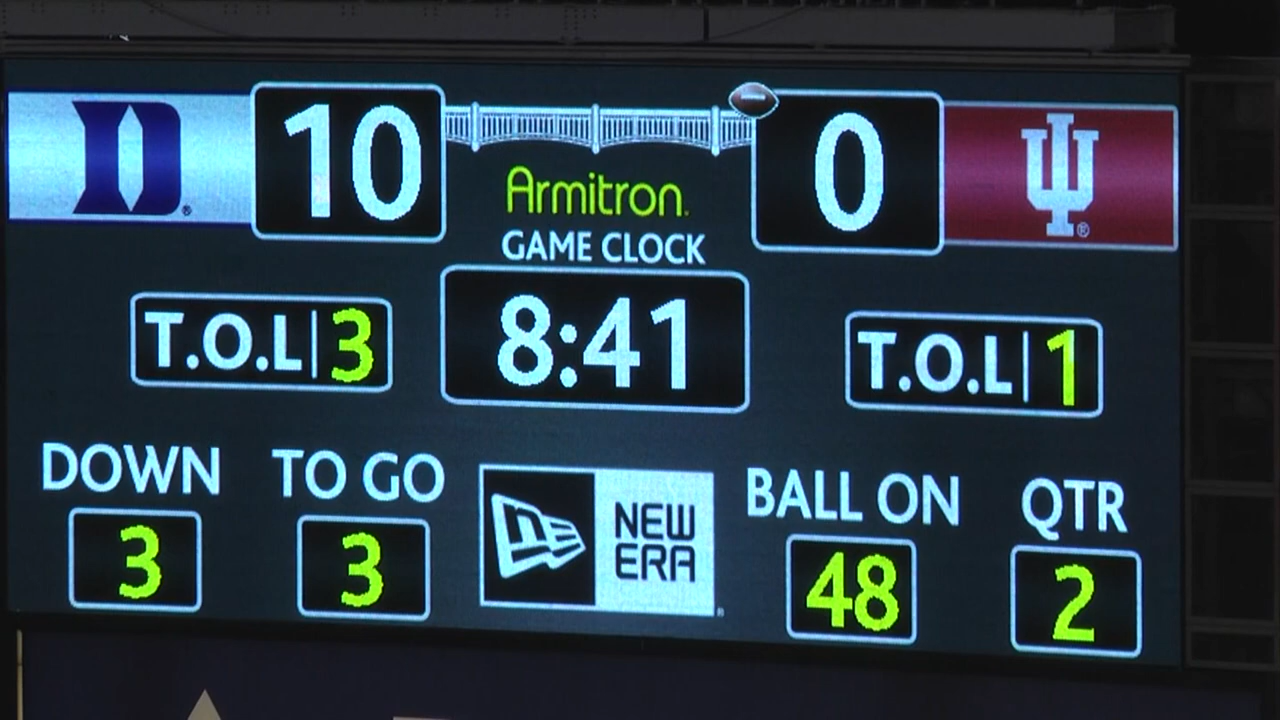 D 10 0 IU
Armitron
GAME CLOCK
T.O.L 3 8:41 T.O.L 1
DOWN TO GO BALL ON QTR
NEW
ERA
3 3 48 2